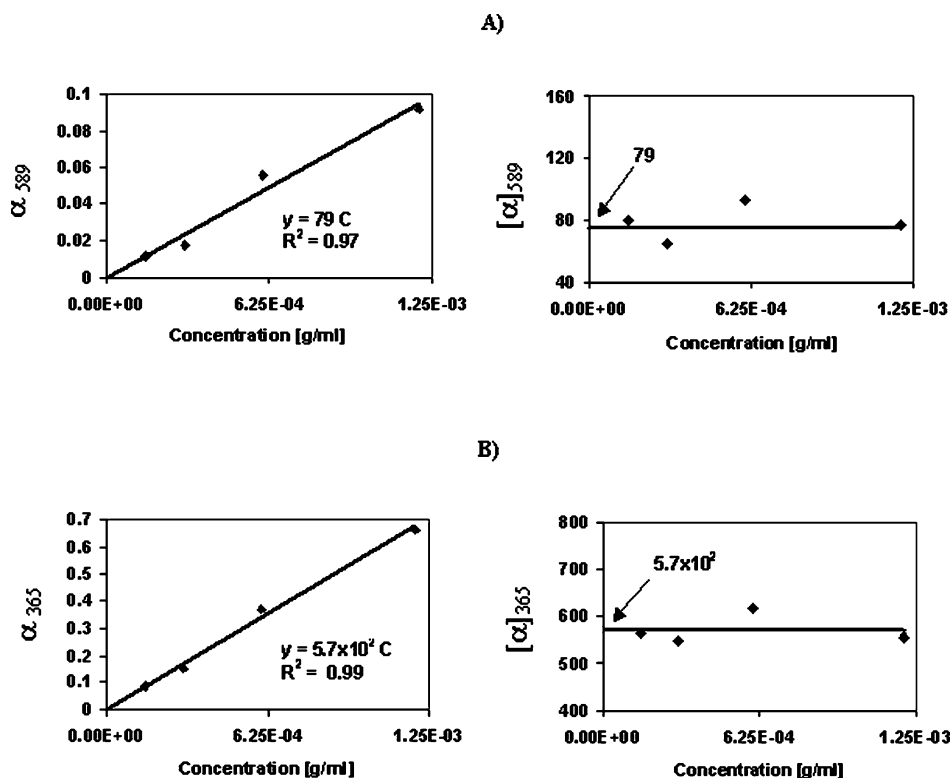 A)
0.1
0.08
0.06
0.04
0.02
0
α 589
y = 79 C
R² = 0.97
0.00E+00 6.25E-04 1.25E-03
Concentration [g/ml]
160
120
80
40
[α]589
79
0.00E+00 6.25E-04 1.25E-03
Concentration [g/ml]
B)
0.7
0.6
0.5
0.4
0.3
0.2
0.1
0
α 365
y = 5.7x10² C
R² = 0.99
0.00E+00 6.25E-04 1.25E-03
Concentration [g/ml]
800
700
600
500
400
[α]365
5.7x10²
0.00E+00 6.25E-04 1.25E-03
Concentration [g/ml]